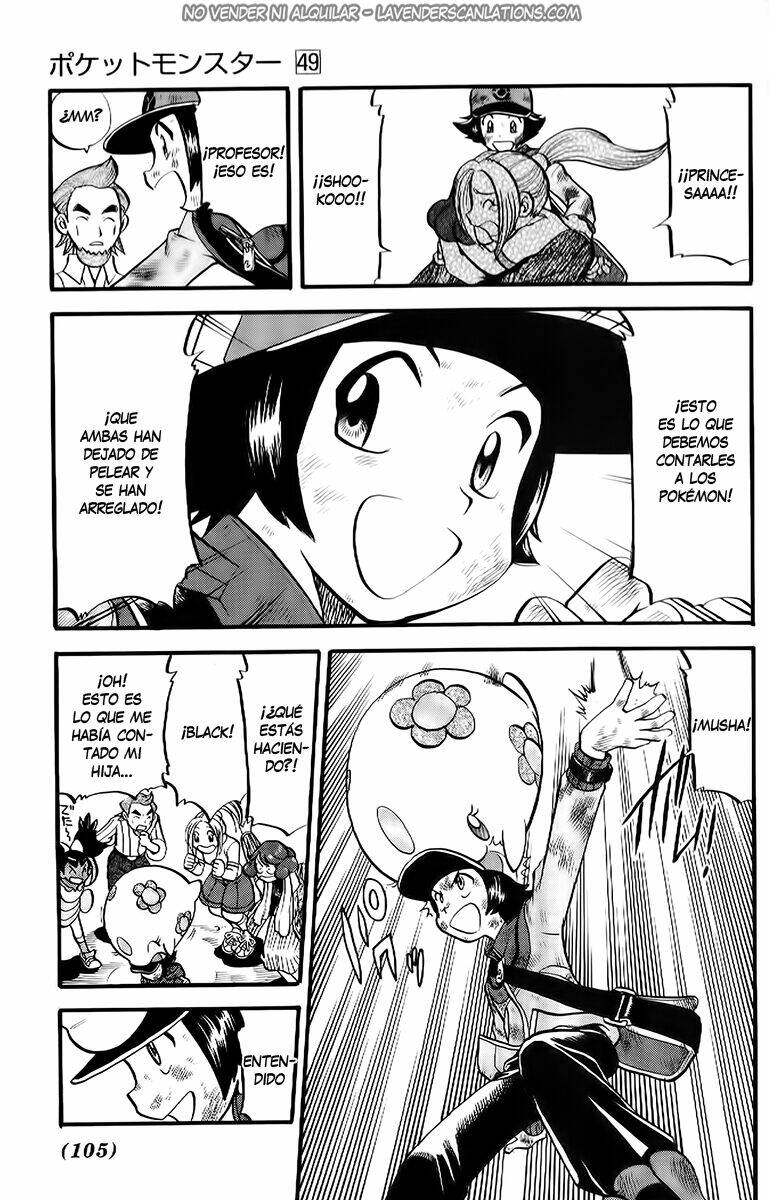 NO VENDER NI ALQUILAR - LAVENDERSCANLATIONS.COM
ポケットモンスター 49
¡¡PRINCE-
SAAAA!!
¡¡SHOO-
KOOO!!
¡PROFESOR!
¡ESO ES!
¿MM?
¡ESTO
ES LO QUE
DEBEMOS
CONTARLES
A LOS
POKÉMON!
¡QUE
AMBAS HAN
DEJADO DE
PELEAR Y
SE HAN
ARREGLADO!
¡MUSHA!
¡¿QUÉ
ESTÁS
HACIEN-
DO?!
¡BLACK!
¡OH!
ESTO ES
LO QUE ME
HABÍA CON-
TADO MI
HIJA...
ENTEN-
DIDO
(105)